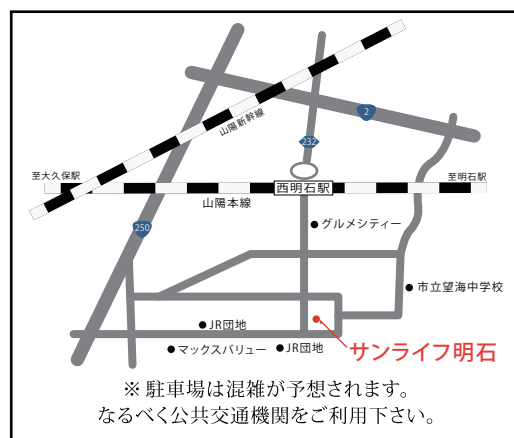 2
山陽新幹線
232
至大久保駅
至明石駅
西明石駅
山陽本線
グルメシティー
250
市立望海中学校
JR団地
マックスバリュー
JR団地
サンライフ明石
※駐車場は混雑が予想されます。
なるべく公共交通機関をご利用下さい。